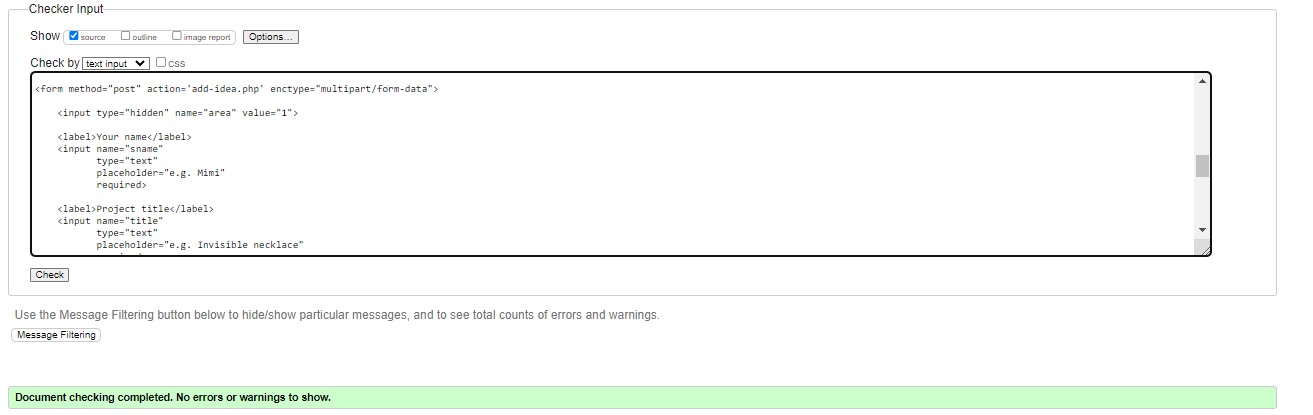 Checker Input
Show source outline image report Options...
Check by text input css
<form method="post" action='add-idea.php' enctype="multipart/form-data">
<input type="hidden" name="area" value="1">
<label>Your name</label>
<input name="sname"
type="text"
placeholder="e.g. Mimi"
required>
<label>Project title</label>
<input name="title"
type="text"
placeholder="e.g. Invisible necklace"
Check
Use the Message Filtering button below to hide/show particular messages, and to see total counts of errors and warnings.
Message Filtering
Document checking completed. No errors or warnings to show.